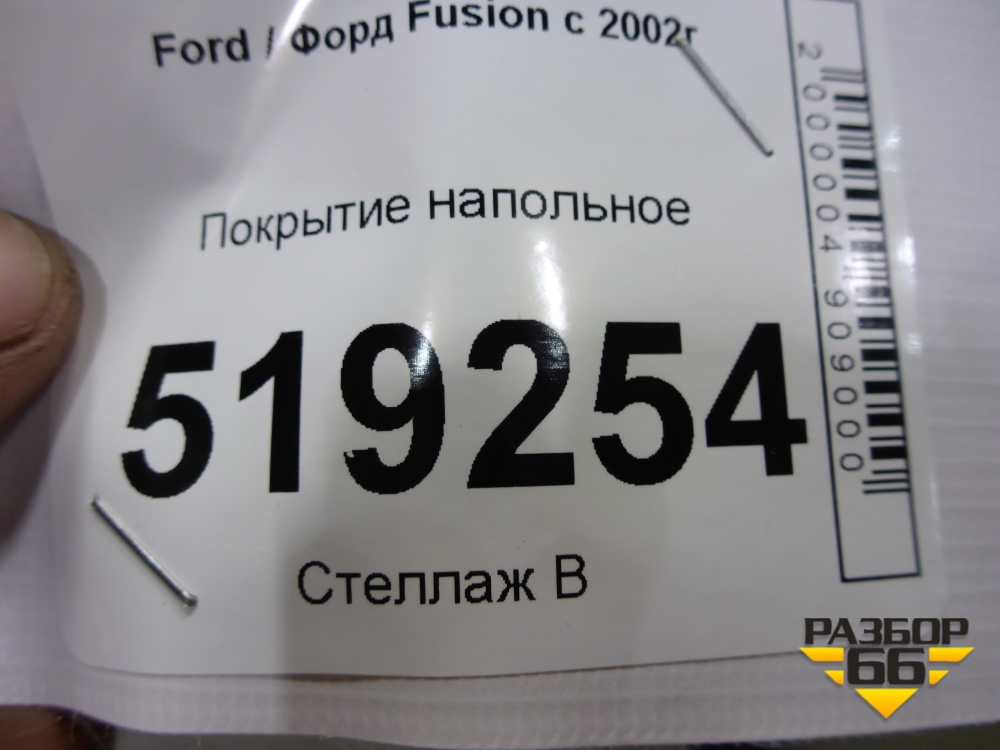 Ford / Форд Fusion с 2002г
Покрытие напольное
519254
Стеллаж В
2000004909000
РАЗБОР
66